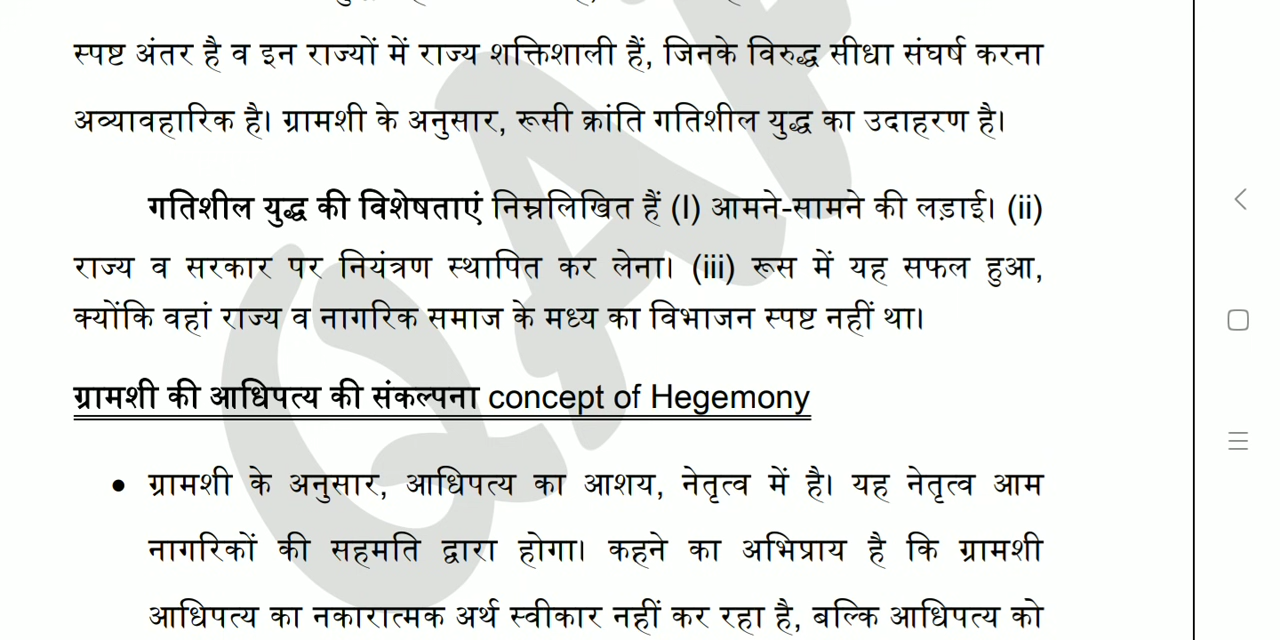 स्पष्ट अंतर है व इन राज्यों में राज्य शक्तिशाली हैं, जिनके विरुद्ध सीधा संघर्ष करना
अव्यावहारिक है। ग्रामशी के अनुसार, रूसी क्रांति गतिशील युद्ध का उदाहरण है।
गतिशील युद्ध की विशेषताएं निम्नलिखित हैं (I) आमने-सामने की लड़ाई। (ii)
राज्य व सरकार पर नियंत्रण स्थापित कर लेना। (iii) रूस में यह सफल हुआ,
क्योंकि वहां राज्य व नागरिक समाज के मध्य का विभाजन स्पष्ट नहीं था।
ग्रामशी की आधिपत्य की संकल्पना concept of Hegemony
• ग्रामशी के अनुसार, आधिपत्य का आशय, नेतृत्व में है। यह नेतृत्व आम
नागरिकों की सहमति द्वारा होगा। कहने का अभिप्राय है कि ग्रामशी
आधिपत्य का नकारात्मक अर्थ स्वीकार नहीं कर रहा है, बल्कि आधिपत्य को